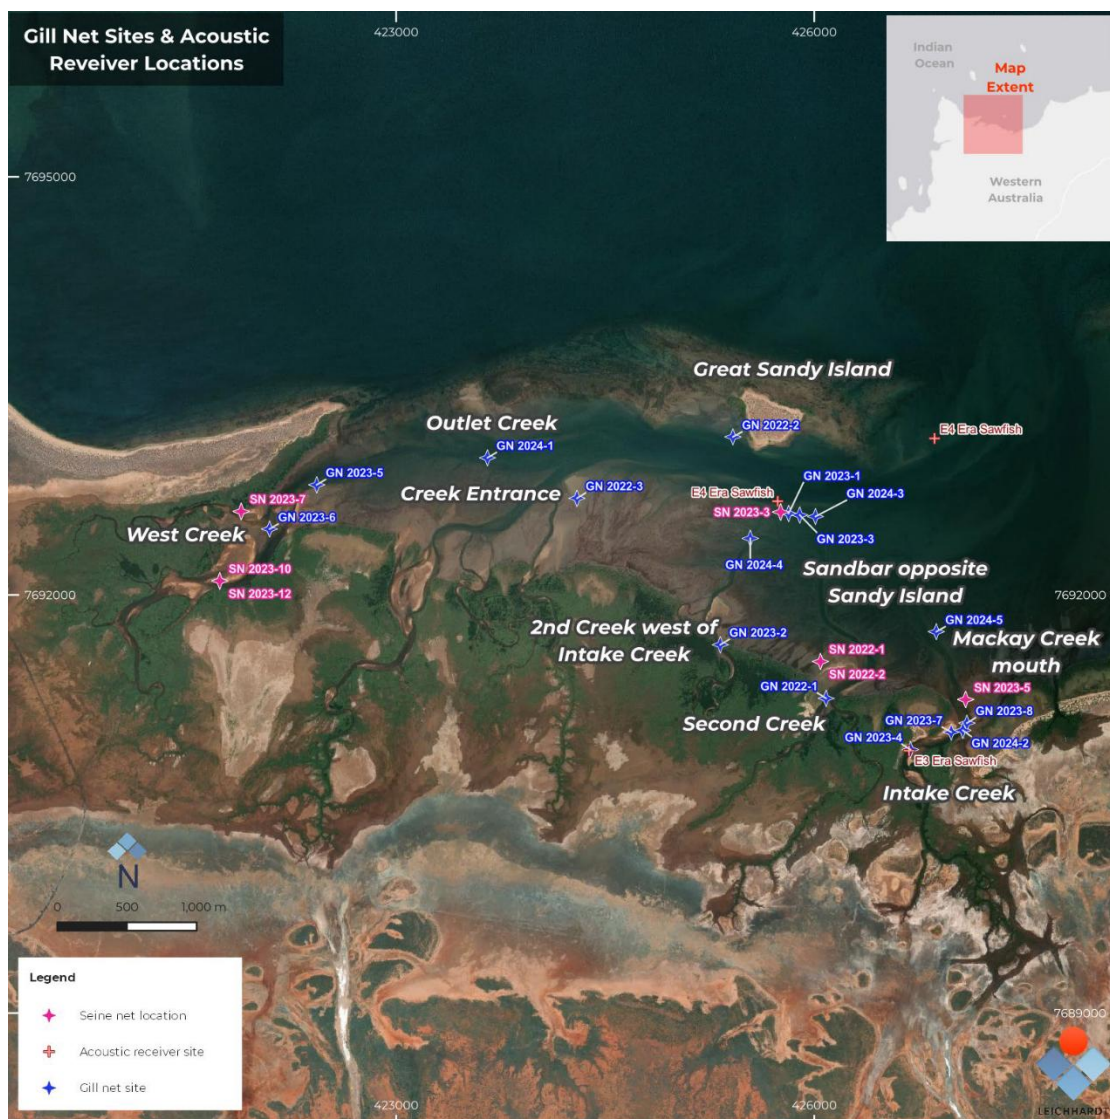 Gill Net Sites & Acoustic
Reveiver Locations
423000
426000
Indian
Ocean
Map
Extent
Western
Australia
7695000
Great Sandy Island
GN 2022-2
E4 Era Sawfish
Outlet Creek
GN 2024-1
GN 2023-5
Creek Entrance
GN 2022-3
E4 Era Sawfish
GN 2023-1
GN 2024-3
SN 2023-7
SN 2023-3
GN 2023-6
GN 2023-3
West Creek
GN 2024-4
SN 2023-10
SN 2023-12
Sandbar opposite
Sandy Island
7692000
7692000
GN 2024-5
2nd Creek west of
Intake Creek
GN 2023-2
Mackay Creek
mouth
SN 2022-1
SN 2022-2
GN 2022-1
SN 2023-5
Second Creek
GN 2023-7
GN 2023-8
GN 2023-4
GN 2024-2
E3 Era Sawfish
Intake Creek
N
0 500 1,000 m
Legend
Seine net location
Acoustic receiver site
Gill net site
7689000
423000
426000
LEICHHARDT